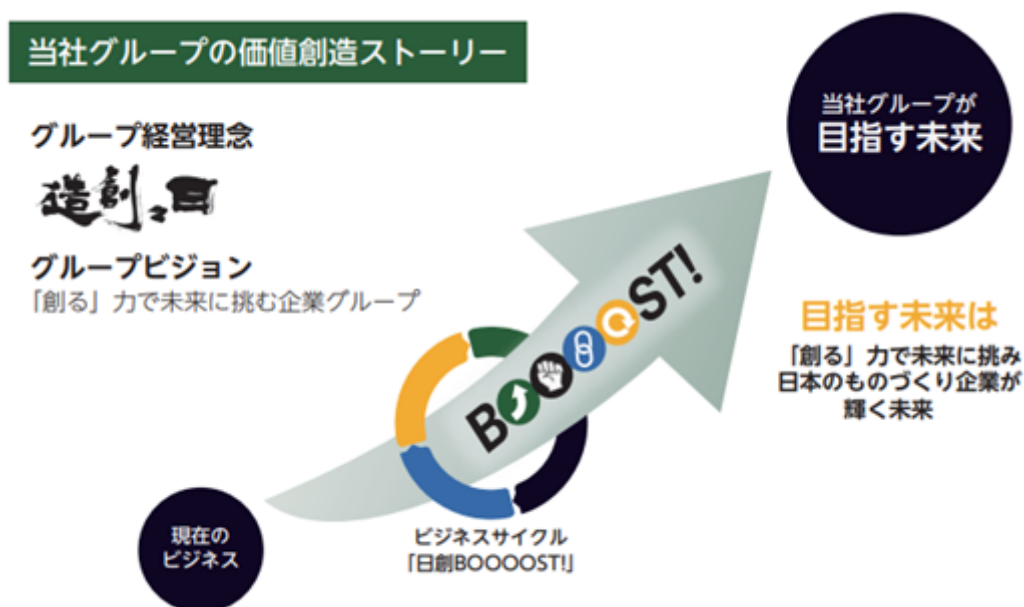 当社グループの価値創造ストーリー
グループ経営理念
日々創造
グループビジョン
「創る」力で未来に挑む企業グループ
当社グループが
目指す未来
BOOOOST!
目指す未来は
「創る」力で未来に挑み
日本のものづくり企業が
輝く未来
現在の
ビジネス
ビジネスサイクル
「日創BOOOOST!」